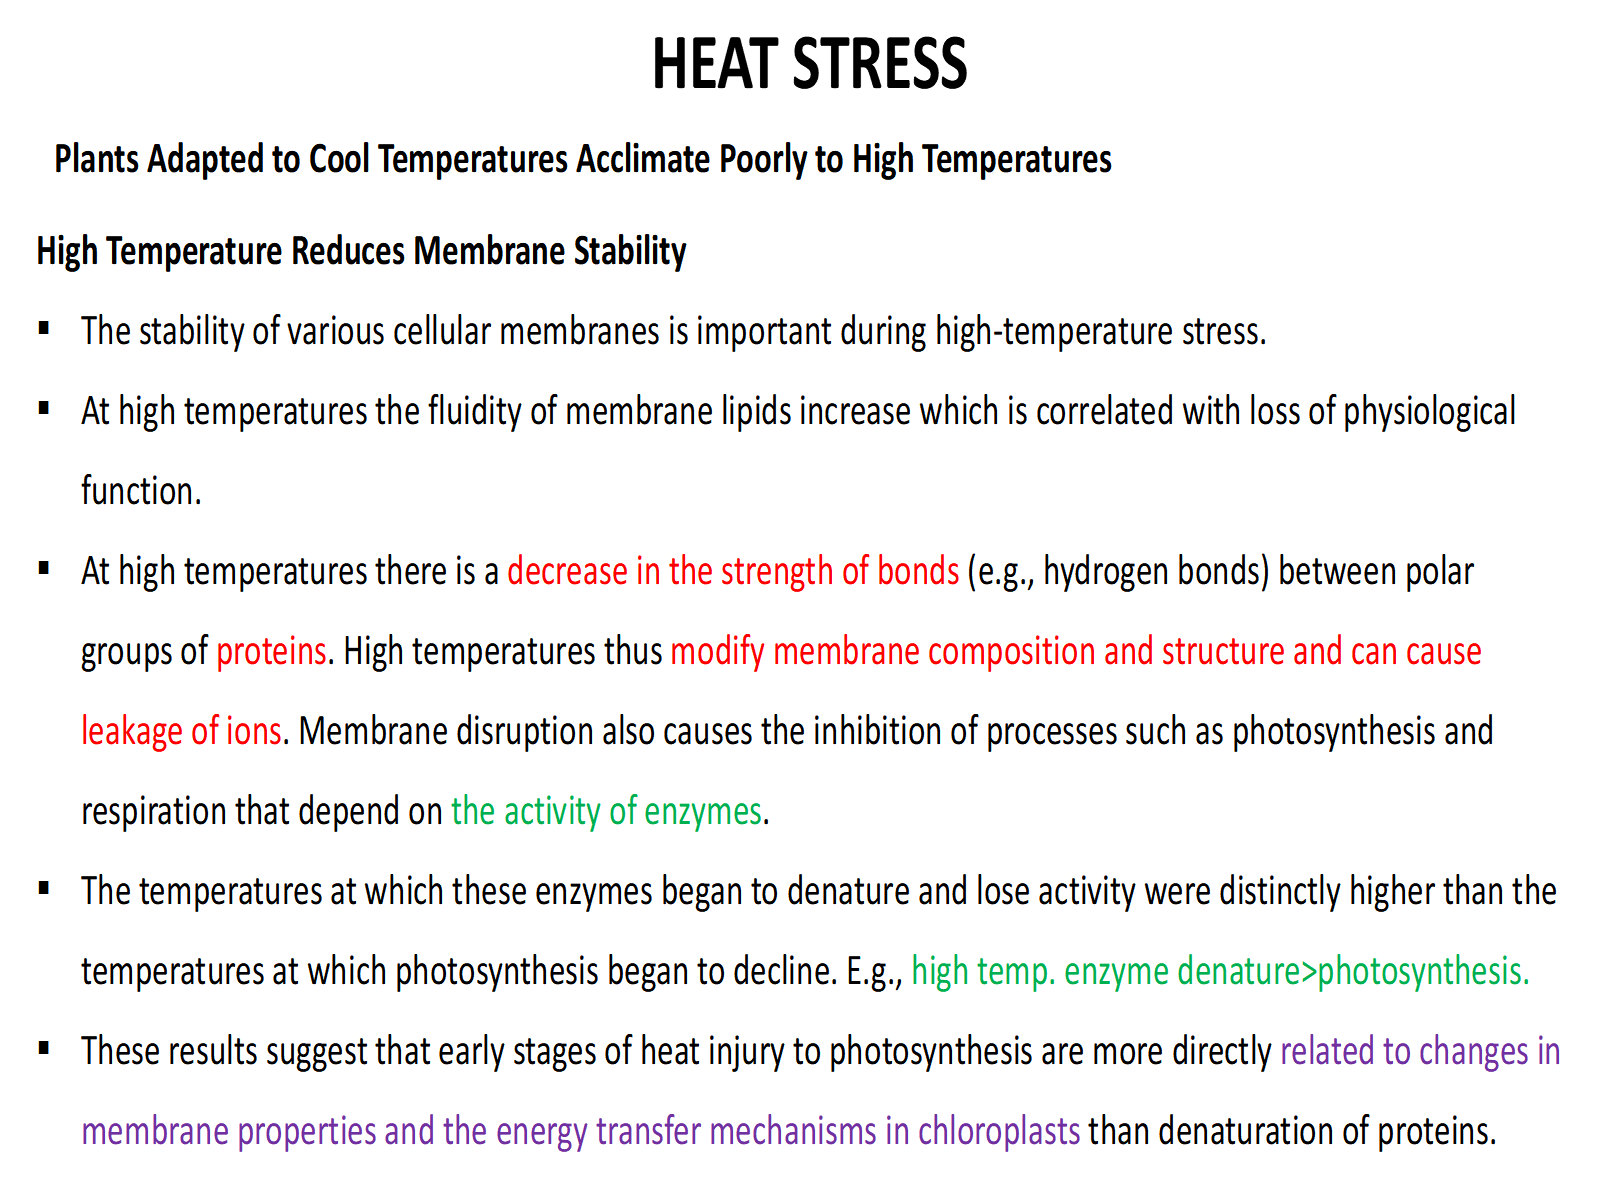 HEAT STRESS
Plants Adapted to Cool Temperatures Acclimate Poorly to High Temperatures
High Temperature Reduces Membrane Stability
▪ The stability of various cellular membranes is important during high-temperature stress.
▪ At high temperatures the fluidity of membrane lipids increase which is correlated with loss of physiological
function.
▪ At high temperatures there is a decrease in the strength of bonds (e.g., hydrogen bonds) between polar
groups of proteins. High temperatures thus modify membrane composition and structure and can cause
leakage of ions. Membrane disruption also causes the inhibition of processes such as photosynthesis and
respiration that depend on the activity of enzymes.
▪ The temperatures at which these enzymes began to denature and lose activity were distinctly higher than the
temperatures at which photosynthesis began to decline. E.g., high temp. enzyme denature>photosynthesis.
▪ These results suggest that early stages of heat injury to photosynthesis are more directly related to changes in
membrane properties and the energy transfer mechanisms in chloroplasts than denaturation of proteins.